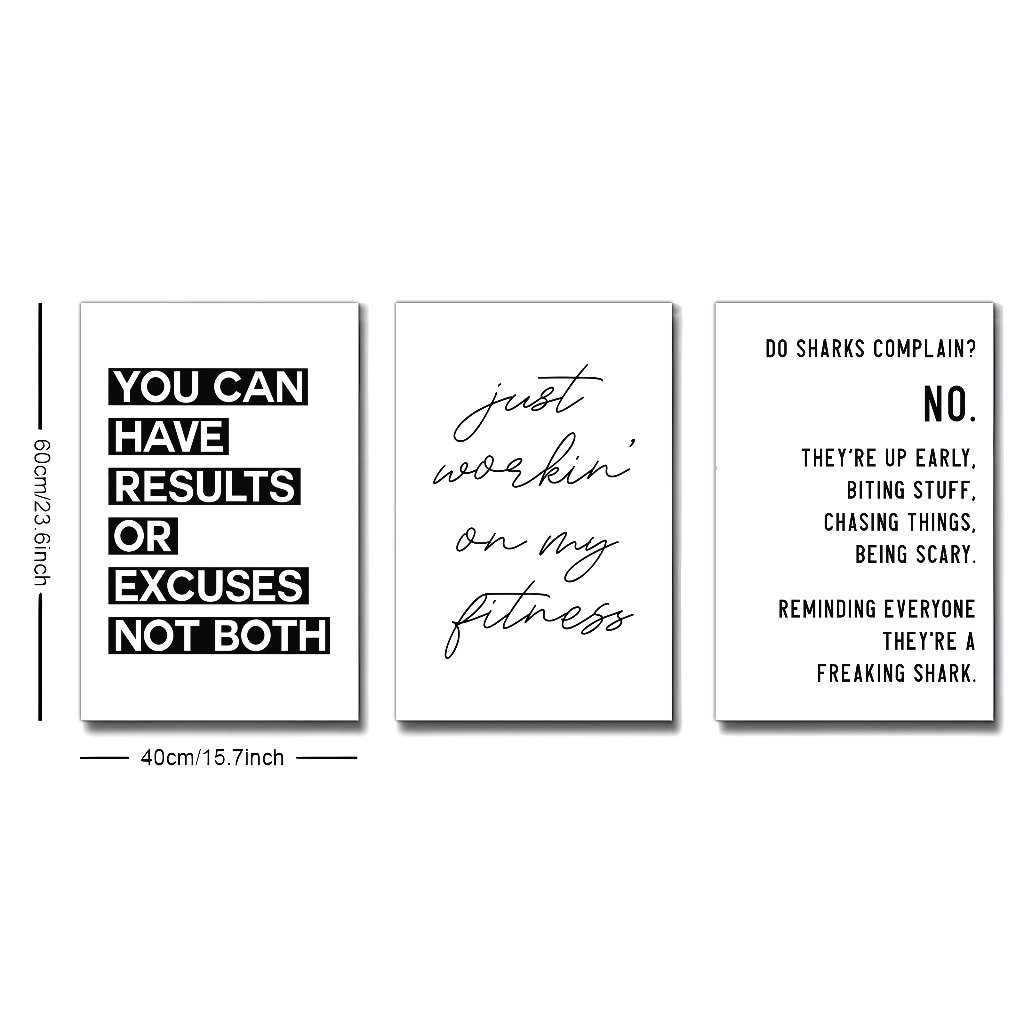 60cm/23.6inch
YOU CAN
HAVE
RESULTS
OR
EXCUSES
NOT BOTH
40cm/15.7inch
just
workin'
on my
fitness
DO SHARKS COMPLAIN?
NO.
THEY'RE UP EARLY,
BITING STUFF,
CHASING THINGS,
BEING SCARY.
REMINDING EVERYONE
THEY'RE A
FREAKING SHARK.